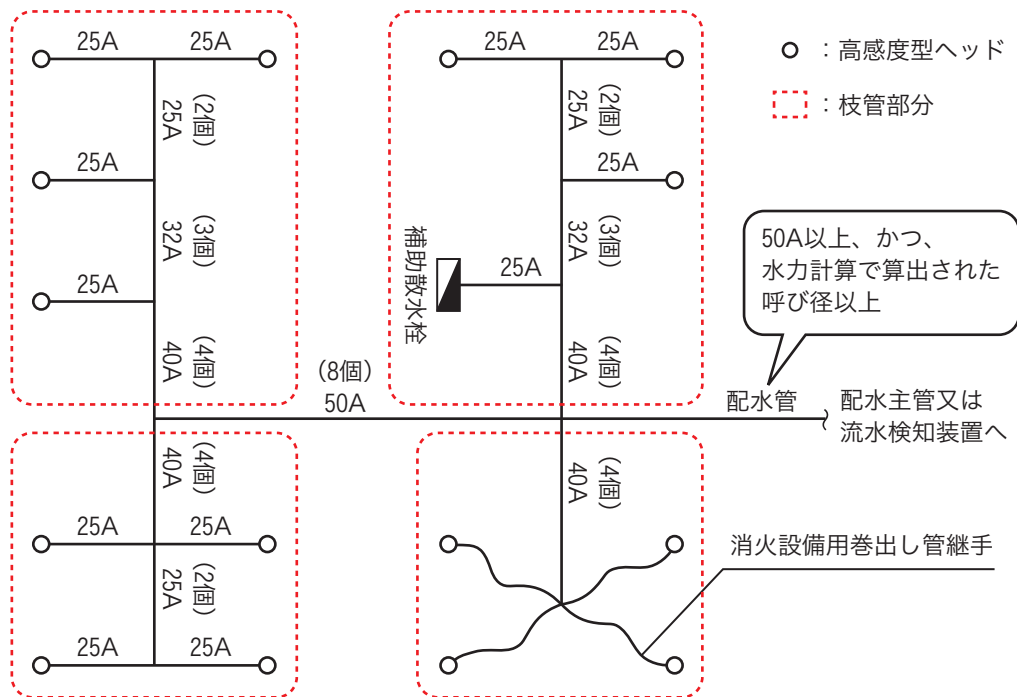 25A 25A
(2個)
25A
25A
(3個)
32A
25A
(4個)
40A
25A 25A
(2個)
25A
25A
(3個)
32A
25A
補助散水栓
(4個)
40A
:高感度型ヘッド
:枝管部分
50A以上、かつ、
水力計算で算出された
呼び径以上
(8個)
50A
配水管
配水主管又は
流水検知装置へ
(4個)
40A
25A 25A
(2個)
25A
25A 25A
(4個)
40A
消火設備用巻出し管継手